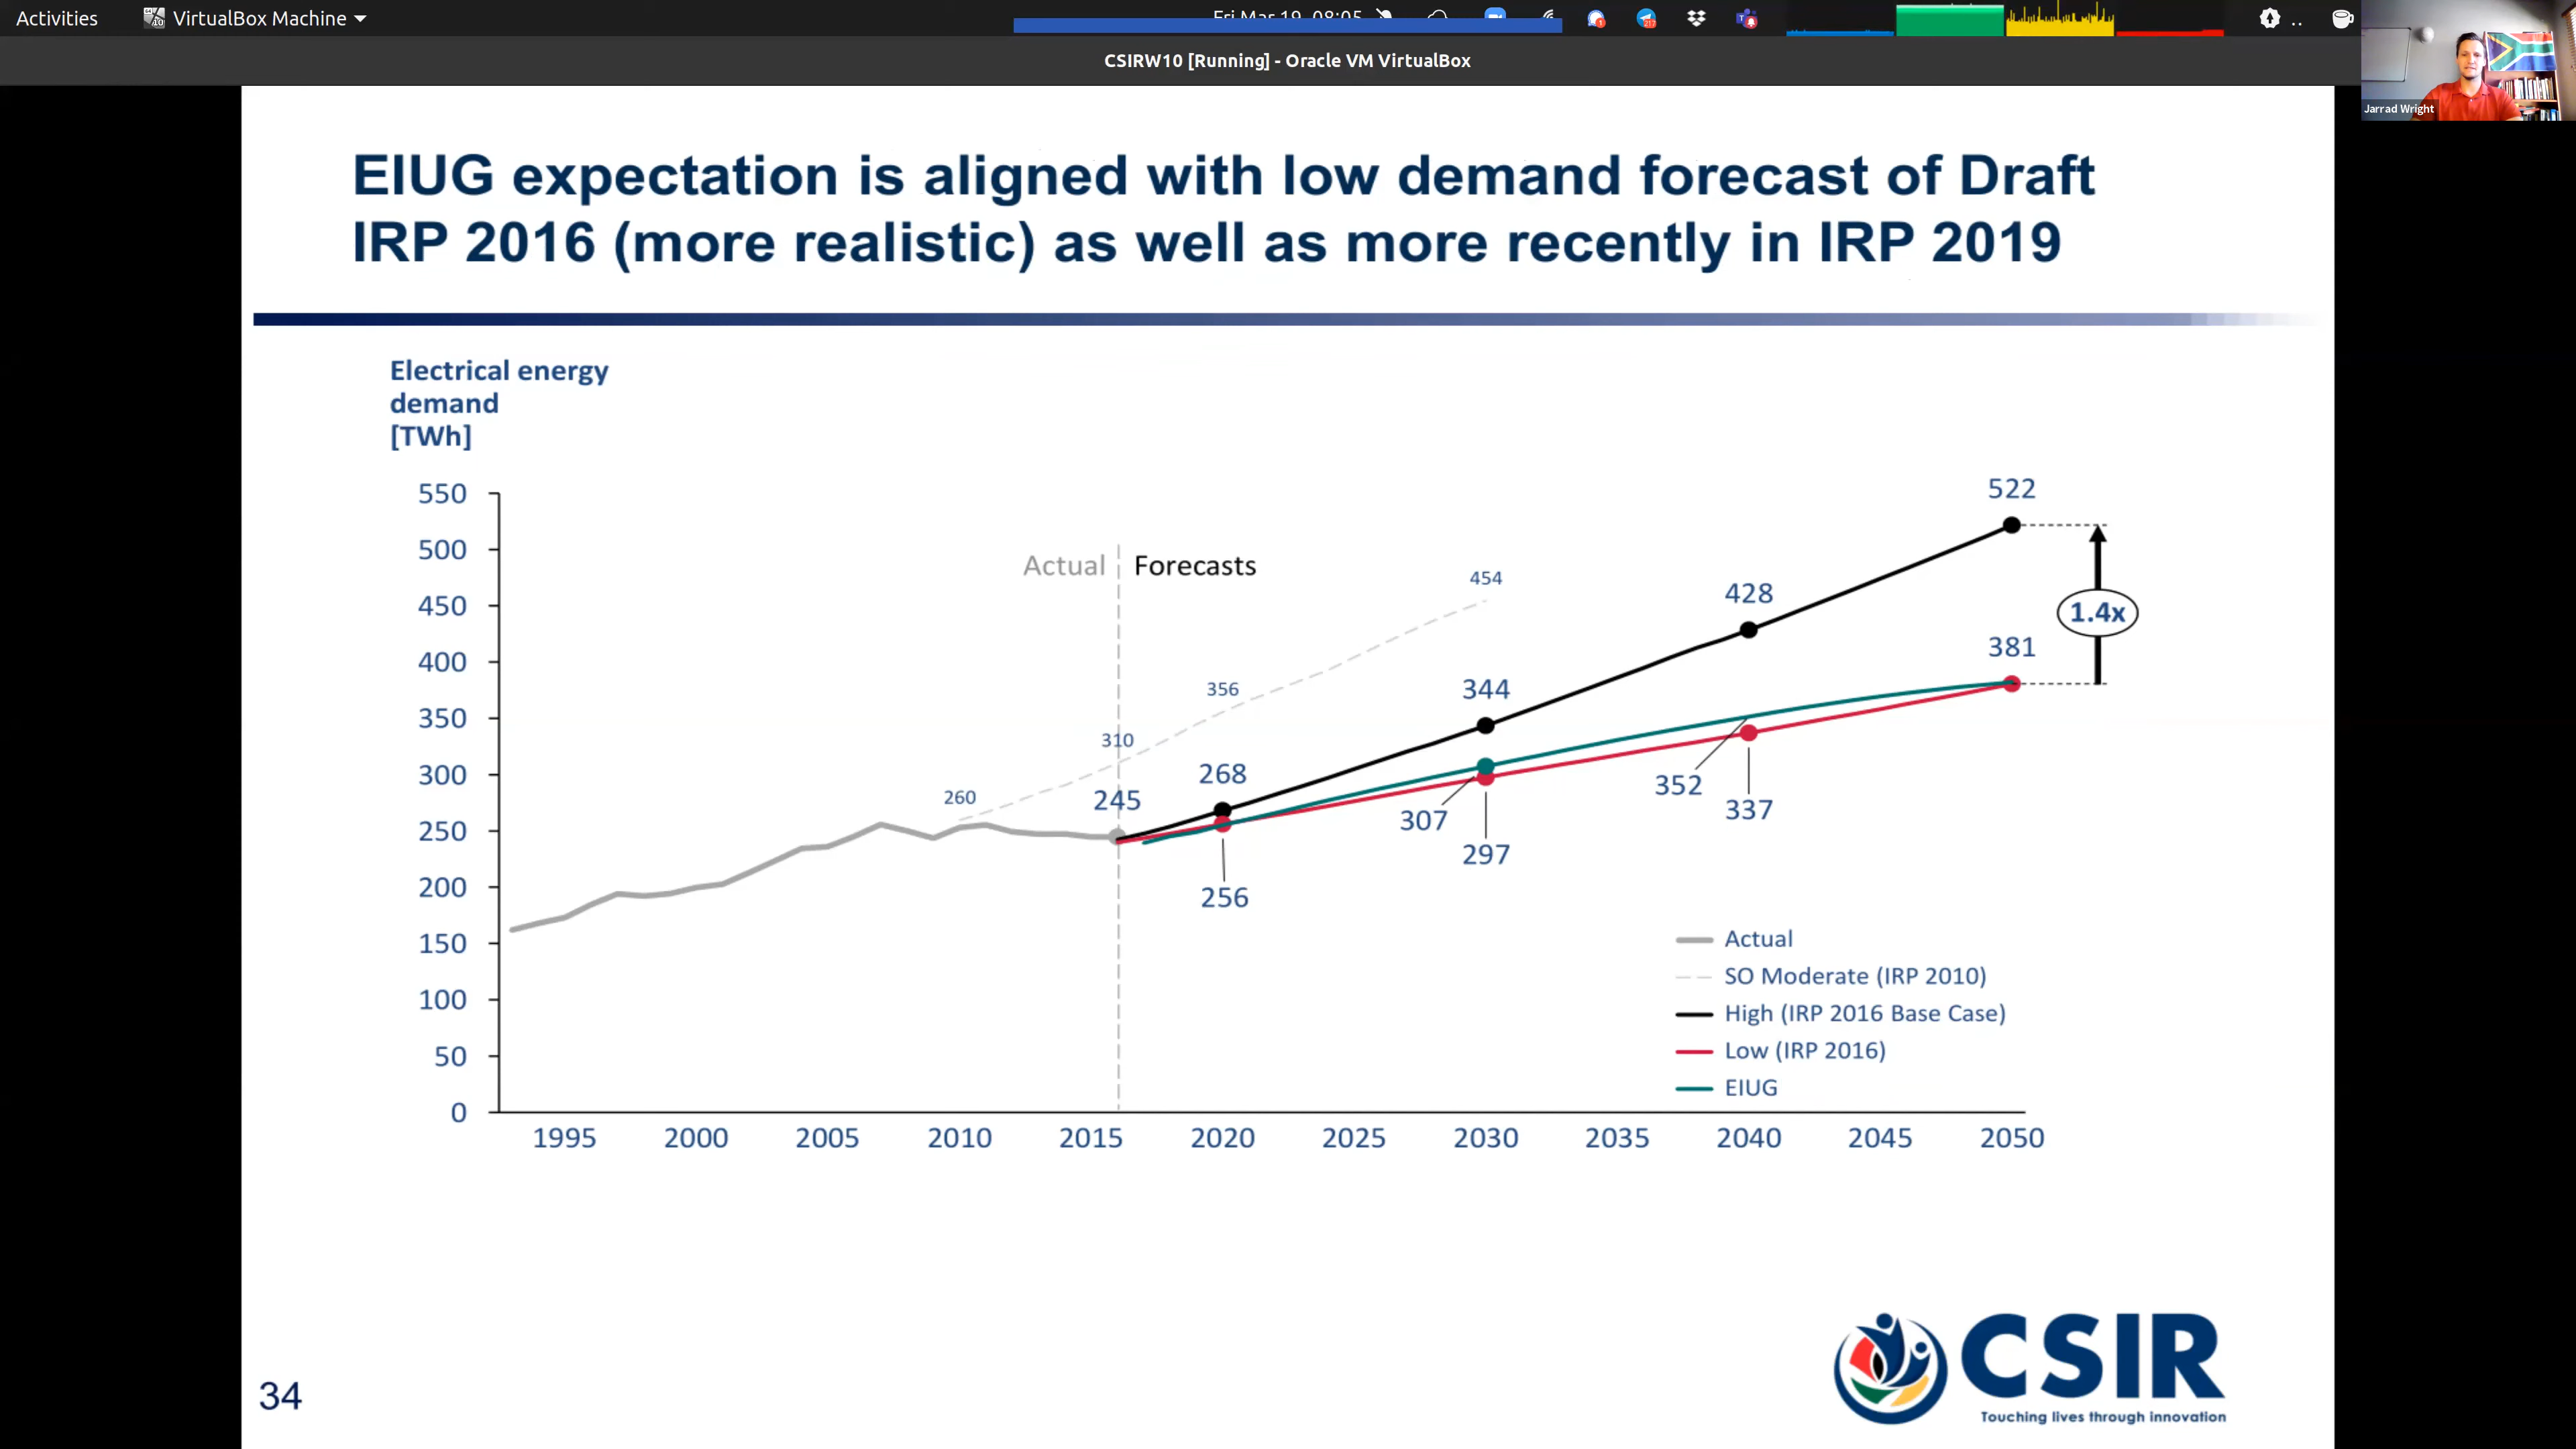 Activities
VirtualBox Machine
Fri Mar 19 08:05
CSIRW10 [Running] - Oracle VM VirtualBox
Jarrad Wright
EIUG expectation is aligned with low demand forecast of Draft
IRP 2016 (more realistic) as well as more recently in IRP 2019
Electrical energy
demand
[TWh]
550
500
450
400
350
300
250
200
150
100
50
0
Actual
Forecasts
260
310
356
454
245
268
344
428
522
256
307
297
352
337
381
1.4x
Actual
SO Moderate (IRP 2010)
High (IRP 2016 Base Case)
Low (IRP 2016)
EIUG
1995 2000 2005 2010 2015 2020 2025 2030 2035 2040 2045 2050
34
CSIR
Touching lives through innovation